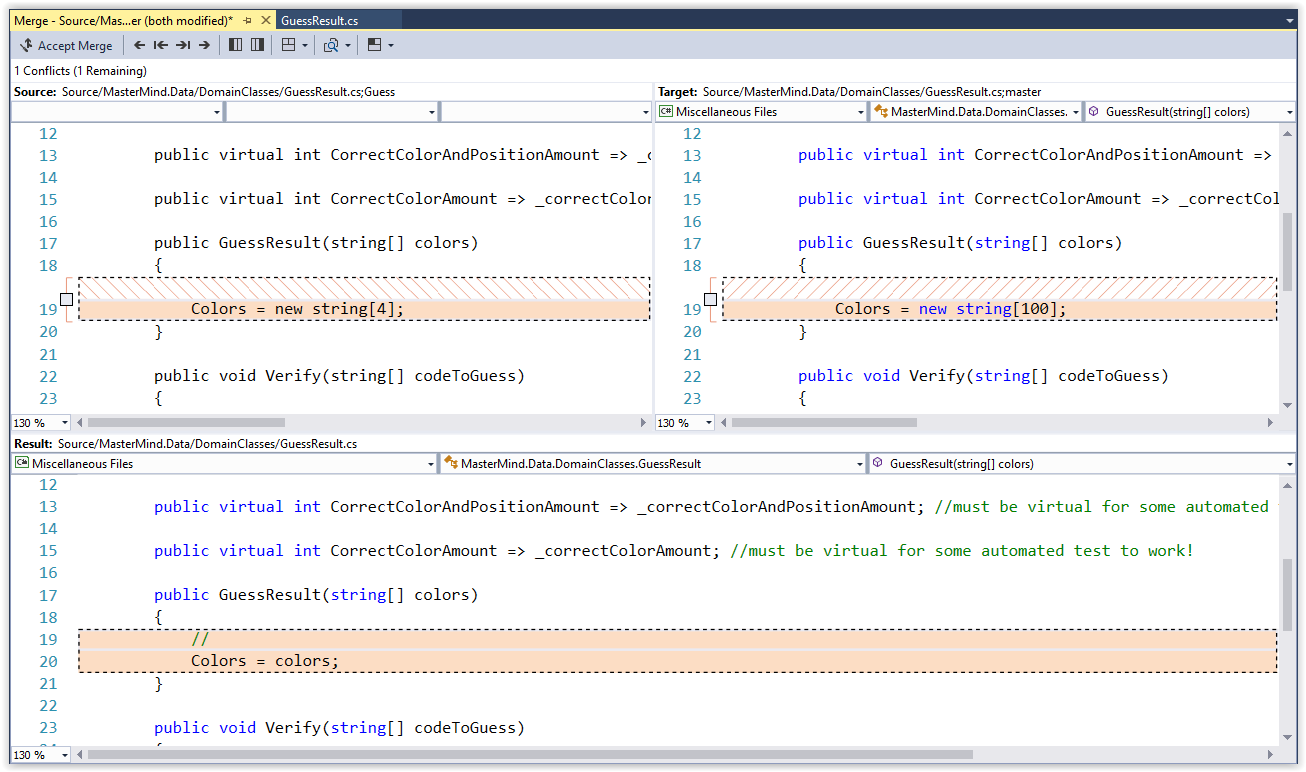 Merge - Source/Mas...er (both modified)* GuessResult.cs
Accept Merge
1 Conflicts (1 Remaining)
Source: Source/MasterMind.Data/DomainClasses/GuessResult.cs;Guess
12
13 public virtual int CorrectColorAndPositionAmount => _c
14
15 public virtual int CorrectColorAmount => _correctColor
16
17 public GuessResult(string[] colors)
18 {
19 Colors = new string[4];
20 }
21
22 public void Verify(string[] codeToGuess)
23 {
130 %
Target: Source/MasterMind.Data/DomainClasses/GuessResult.cs;master
C# Miscellaneous Files MasterMind.Data.DomainClasses. GuessResult(string[] colors)
12
13 public virtual int CorrectColorAndPositionAmount =>
14
15 public virtual int CorrectColorAmount => _correctCol
16
17 public GuessResult(string[] colors)
18 {
19 Colors = new string[100];
20 }
21
22 public void Verify(string[] codeToGuess)
23 {
130 %
Result: Source/MasterMind.Data/DomainClasses/GuessResult.cs
C# Miscellaneous Files MasterMind.Data.DomainClasses.GuessResult GuessResult(string[] colors)
12
13 public virtual int CorrectColorAndPositionAmount => _correctColorAndPositionAmount; //must be virtual for some automated
14
15 public virtual int CorrectColorAmount => _correctColorAmount; //must be virtual for some automated test to work!
16
17 public GuessResult(string[] colors)
18 {
19 //
20 Colors = colors;
21 }
22
23 public void Verify(string[] codeToGuess)
130 %